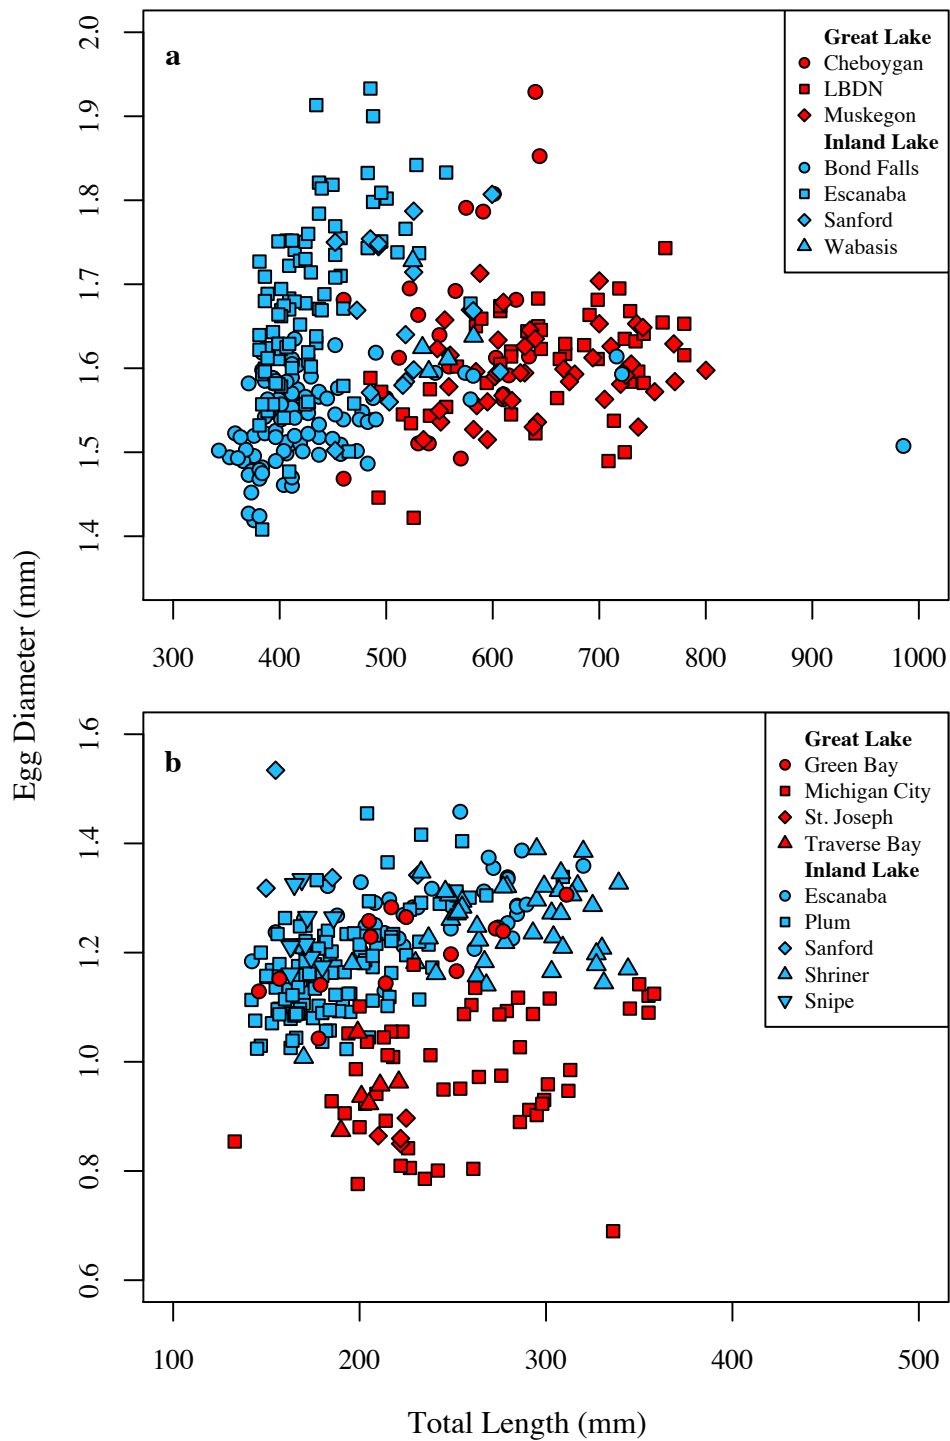 a
2.0
1.9
1.8
1.7
1.6
1.5
1.4
Great Lake
Cheboygan
LBDN
Muskegon
Inland Lake
Bond Falls
Escanaba
Sanford
Wabasis
300 400 500 600 700 800 900 1000
Egg Diameter (mm)
b
1.6
1.4
1.2
1.0
0.8
0.6
Great Lake
Green Bay
Michigan City
St. Joseph
Traverse Bay
Inland Lake
Escanaba
Plum
Sanford
Shriner
Snipe
100 200 300 400 500
Total Length (mm)